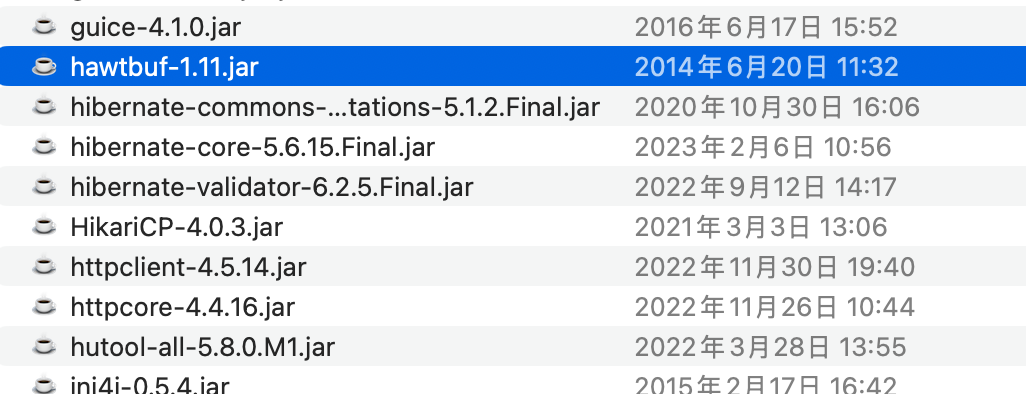 guice-4.1.0.jar 2016年6月17日 15:52
hawtbuf-1.11.jar 2014年6月20日 11:32
hibernate-commons-...tations-5.1.2.Final.jar 2020年10月30日 16:06
hibernate-core-5.6.15.Final.jar 2023年2月6日 10:56
hibernate-validator-6.2.5.Final.jar 2022年9月12日 14:17
HikariCP-4.0.3.jar 2021年3月3日 13:06
httpclient-4.5.14.jar 2022年11月30日 19:40
httpcore-4.4.16.jar 2022年11月26日 10:44
hutool-all-5.8.0.M1.jar 2022年3月28日 13:55
ini4j-0.5.4.jar 2015年2月17日 16:42